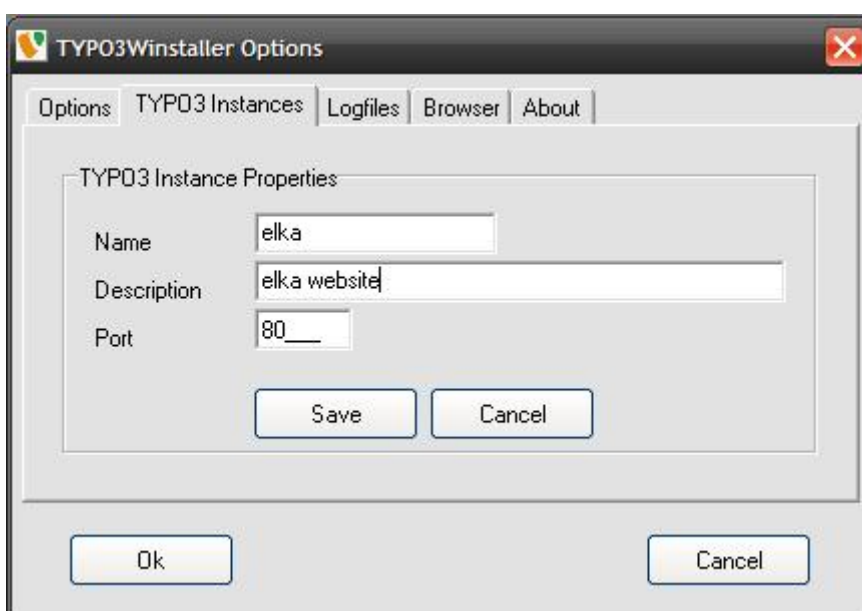 TYPO3Winstaller Options
Options TYPO3 Instances Logfiles Browser About
TYPO3 Instance Properties
Name elka
Description elka website
Port 80___
Save Cancel
Ok Cancel